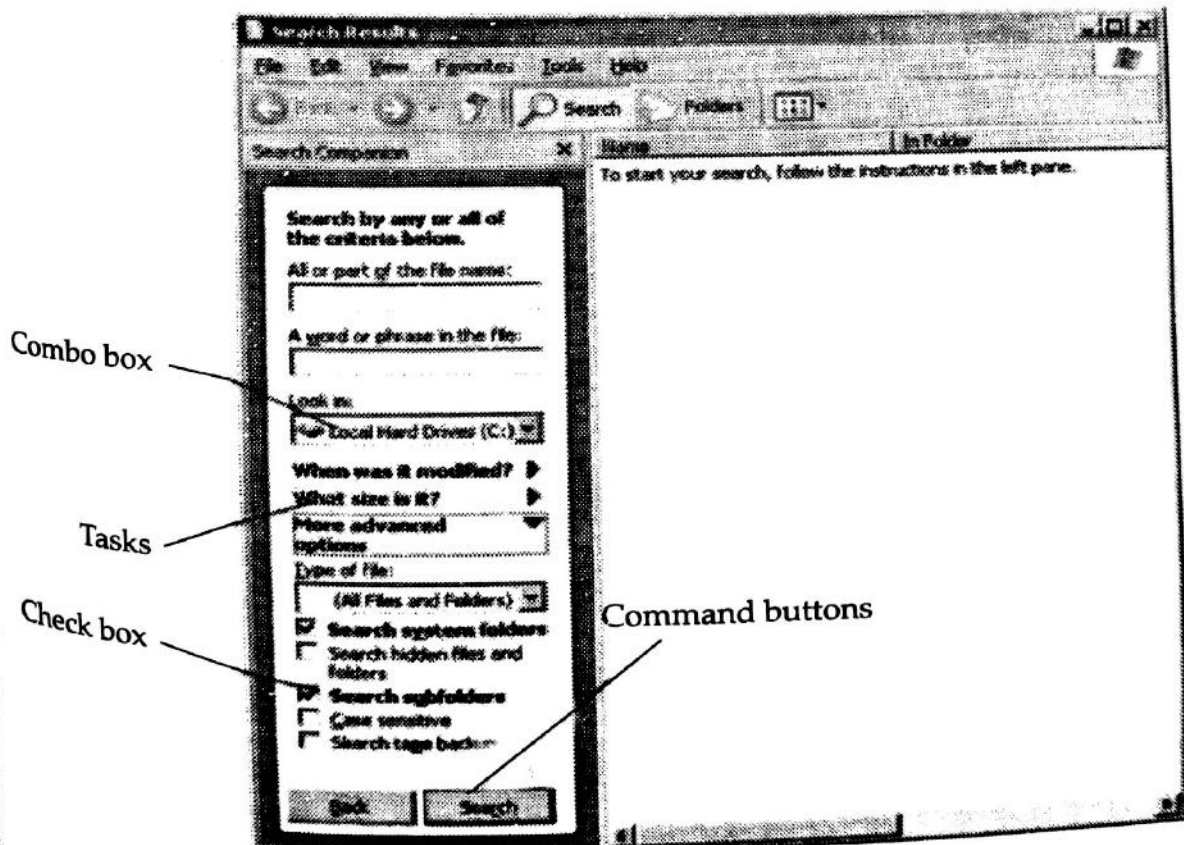 Search Results
File Edit View Favorites Tools Help
Back Search Folders
Search Companion
Name In Folder
To start your search, follow the instructions in the left pane.
Search by any or all of
the criteria below.
All or part of the file name:
A word or phrase in the file:
Combo box
Look in:
Local Hard Drives (C:)
When was it modified?
What size is it?
Tasks
More advanced
options
Type of file:
(All Files and Folders)
Check box
Command buttons
Search system folders
Search hidden files and
folders
Search subfolders
Case sensitive
Search tape backup
Back Search